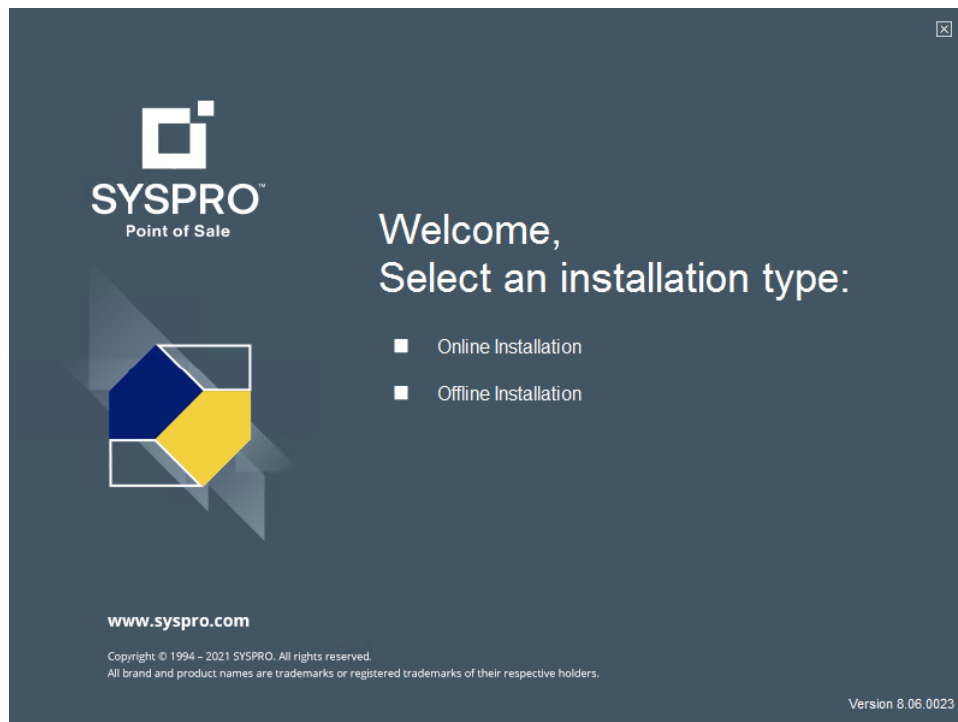 SYSPRO™
Point of Sale
Welcome,
Select an installation type:
Online Installation
Offline Installation
www.syspro.com
Copyright © 1994 – 2021 SYSPRO. All rights reserved.
All brand and product names are trademarks or registered trademarks of their respective holders.
Version 8.06.0023